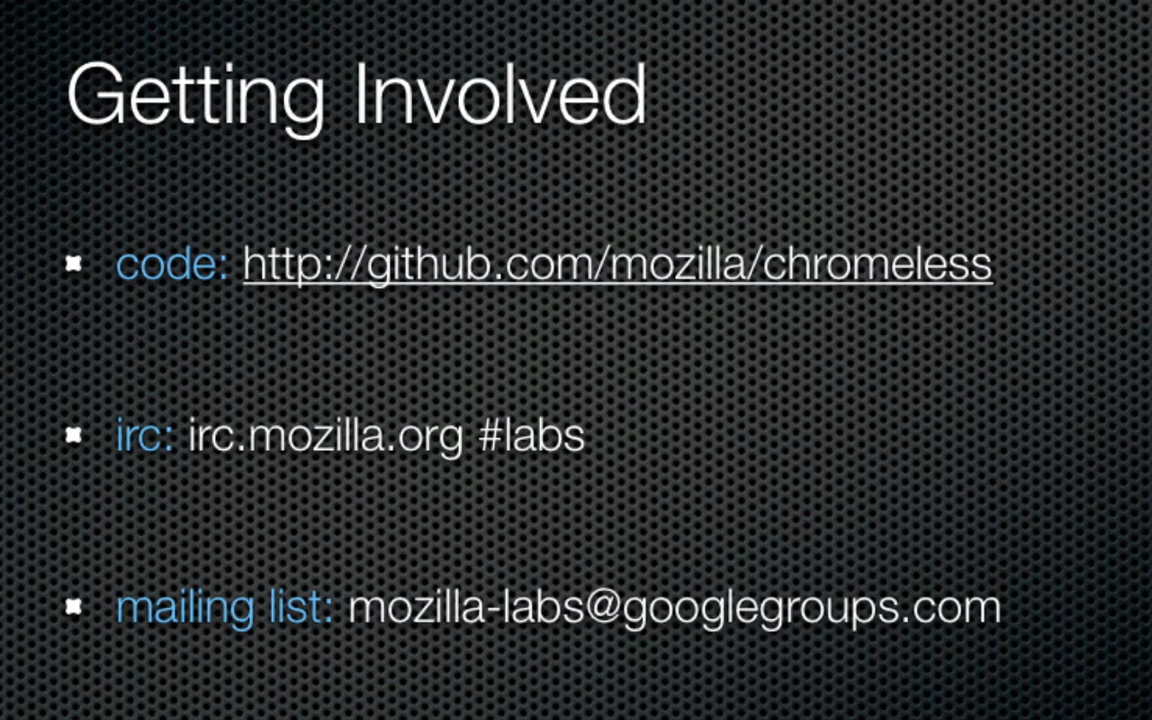 Getting Involved
code: http://github.com/mozilla/chromeless
irc: irc.mozilla.org #labs
mailing list: mozilla-labs@googlegroups.com